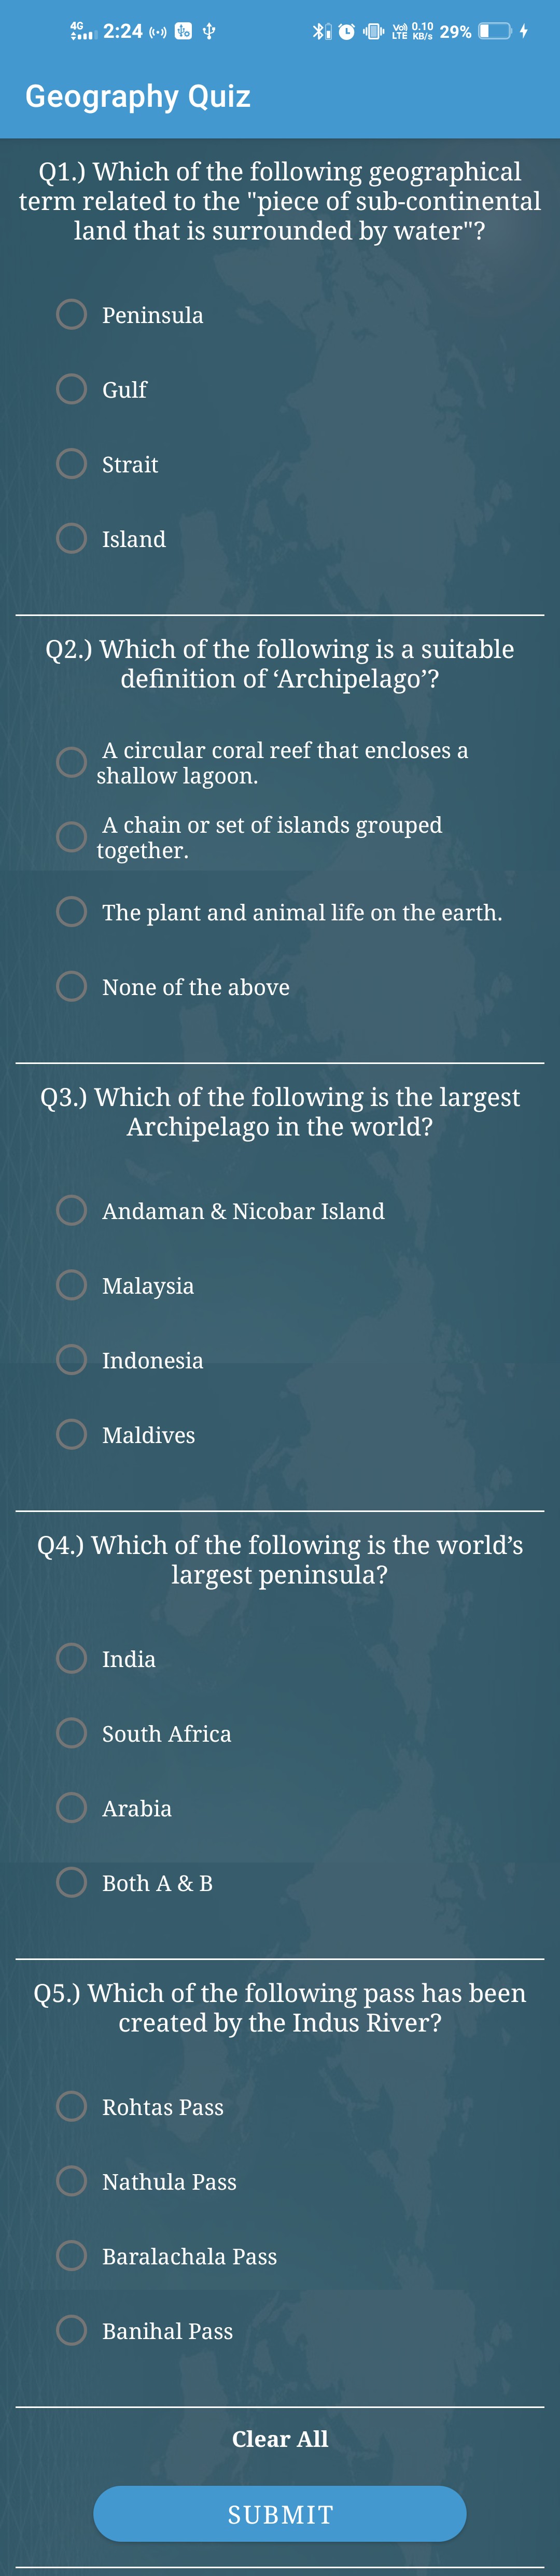 4G 2:24 Vo) LTE 0.10 KB/s 29%
Geography Quiz
Q1.) Which of the following geographical
term related to the "piece of sub-continental
land that is surrounded by water"?
Peninsula
Gulf
Strait
Island
Q2.) Which of the following is a suitable
definition of ‘Archipelago’?
A circular coral reef that encloses a
shallow lagoon.
A chain or set of islands grouped
together.
The plant and animal life on the earth.
None of the above
Q3.) Which of the following is the largest
Archipelago in the world?
Andaman & Nicobar Island
Malaysia
Indonesia
Maldives
Q4.) Which of the following is the world’s
largest peninsula?
India
South Africa
Arabia
Both A & B
Q5.) Which of the following pass has been
created by the Indus River?
Rohtas Pass
Nathula Pass
Baralachala Pass
Banihal Pass
Clear All
SUBMIT